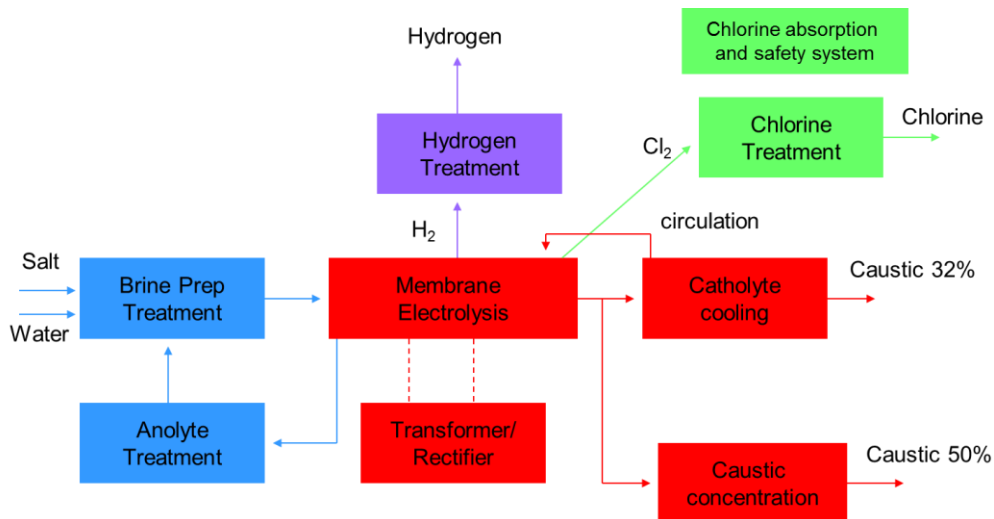 Hydrogen
Chlorine absorption
and safety system
Hydrogen
Treatment
Cl₂
Chlorine
Treatment
Chlorine
H₂
circulation
Salt
Water
Brine Prep
Treatment
Membrane
Electrolysis
Catholyte
cooling
Caustic 32%
Anolyte
Treatment
Transformer/
Rectifier
Caustic
concentration
Caustic 50%